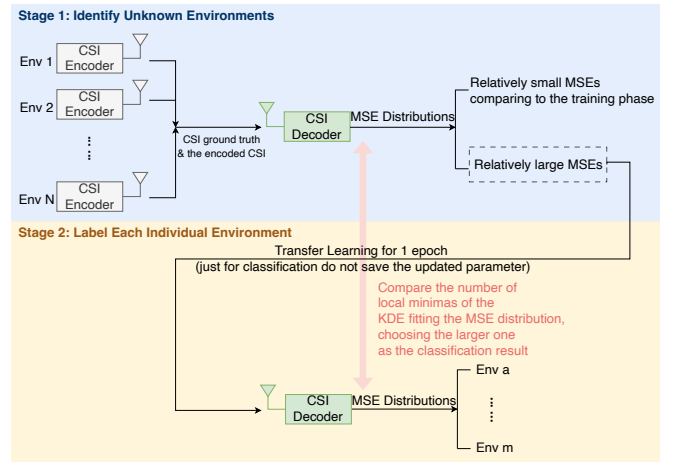 Stage 1: Identify Unknown Environments
Env 1
CSI
Encoder
Env 2
CSI
Encoder
Env N
CSI
Encoder
CSI ground truth
& the encoded CSI
CSI
Decoder
MSE Distributions
Relatively small MSEs
comparing to the training phase
Relatively large MSEs
Stage 2: Label Each Individual Environment
Transfer Learning for 1 epoch
(just for classification do not save the updated parameter)
Compare the number of
local minimas of the
KDE fitting the MSE distribution,
choosing the larger one
as the classification result
CSI
Decoder
MSE Distributions
Env a
Env m